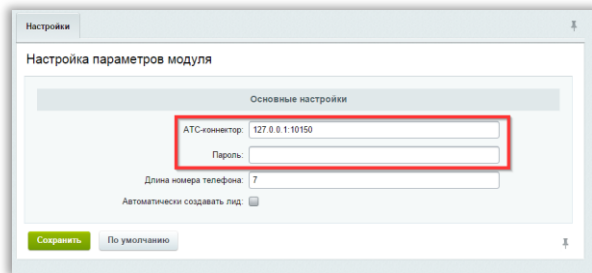 Настройки
Настройка параметров модуля
Основные настройки
АТС-коннектор: 127.0.0.1:10150
Пароль:
Длина номера телефона: 7
Автоматически создавать лид:
Сохранить По умолчанию